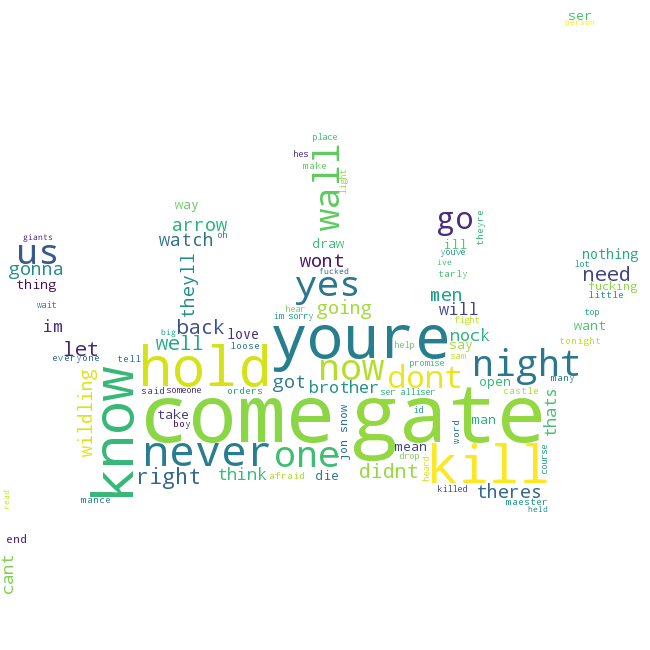 ser
person
place
hes
make
light
wall
way
arrow
watch
oh
go
theyre
giants
us
gonna
thing
draw
ill
youve
ive
tarly
nothing
lot
need
fucking
little
wont
fucked
yes
theyll
wait
im
big
back
well
love
loose
hear
im sorry
going
men
will
fight
nock
say
sam
top
want
tonight
let
everyone
tell
youre
help
promise
hold
now
dont
night
many
got
brother
ser alliser
open
castle
thats
said
someone
orders
know
wildling
take
boy
come
gate
id
man
word
jon snow
never
one
didnt
mean
drop
heard
kill
course
right
think
afraid
die
killed
theres
maester
held
mance
read
end
cant